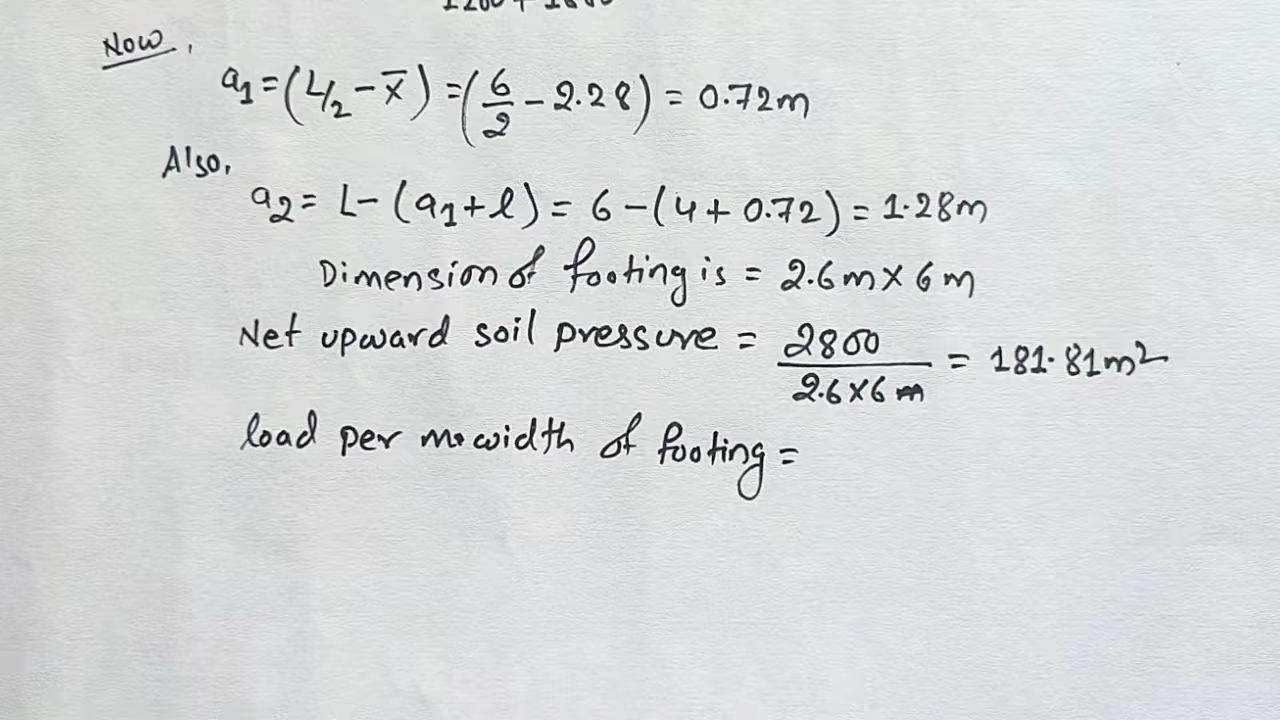 Now,
a1 = (L/2 - x̄) = (6/2 - 2.28) = 0.72m
Also,
a2 = L - (a1 + l) = 6 - (4 + 0.72) = 1.28m
Dimension of footing is = 2.6m × 6m
Net upward soil pressure = 2800 / 2.6×6 m = 181.81m²
load per m. width of footing =